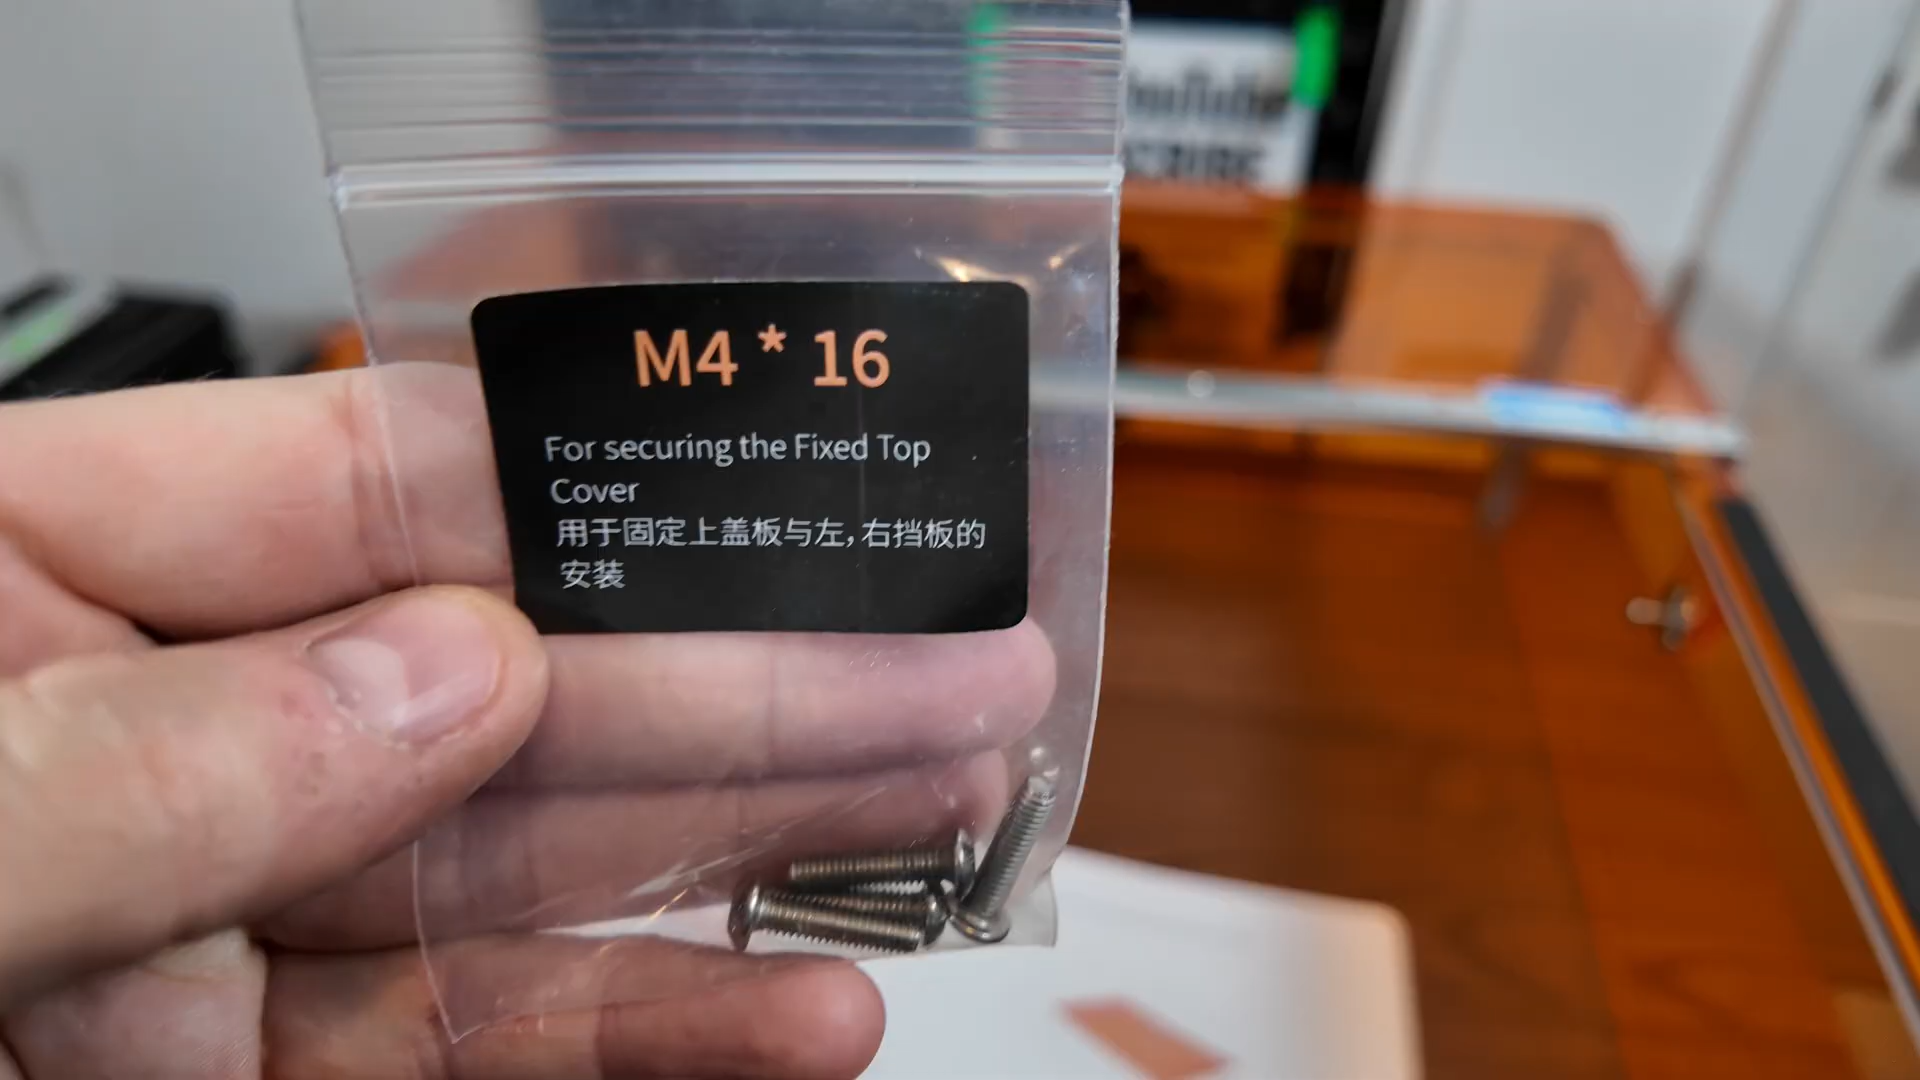 M4 * 16
For securing the Fixed Top
Cover
用于固定上盖板与左,右挡板的
安装